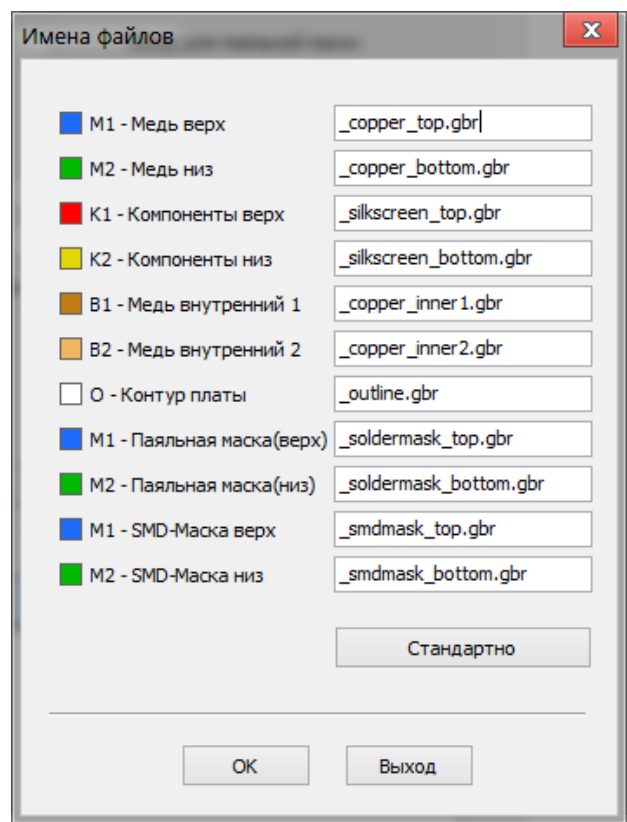 Имена файлов
M1 - Медь верх _copper_top.gbr
M2 - Медь низ _copper_bottom.gbr
K1 - Компоненты верх _silkscreen_top.gbr
K2 - Компоненты низ _silkscreen_bottom.gbr
B1 - Медь внутренний 1 _copper_inner1.gbr
B2 - Медь внутренний 2 _copper_inner2.gbr
O - Контур платы _outline.gbr
M1 - Паяльная маска(верх) _soldermask_top.gbr
M2 - Паяльная маска(низ) _soldermask_bottom.gbr
M1 - SMD-Маска верх _smdmask_top.gbr
M2 - SMD-Маска низ _smdmask_bottom.gbr
Стандартно
OK Выход